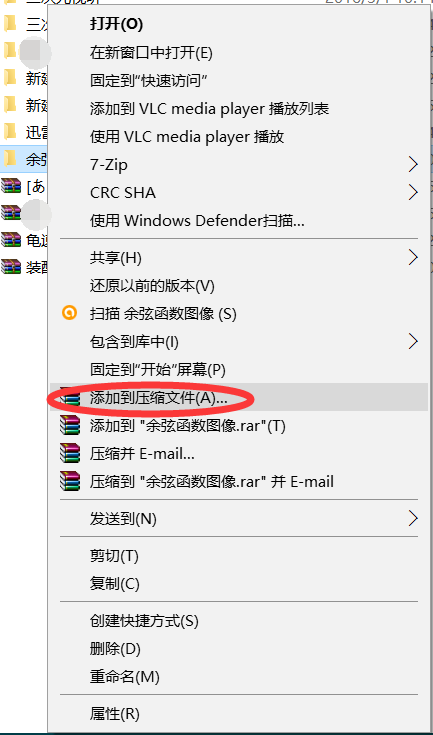 三次
打开(O)
在新窗口中打开(E)
固定到"快速访问"
新建
添加到 VLC media player 播放列表
新建
使用 VLC media player 播放
迅雷
7-Zip
余弦
CRC SHA
[あ
使用 Windows Defender扫描...
共享(H)
装配
还原以前的版本(V)
扫描 余弦函数图像 (S)
包含到库中(I)
固定到"开始"屏幕(P)
添加到压缩文件(A)...
添加到 "余弦函数图像.rar"(T)
压缩并 E-mail...
压缩到 "余弦函数图像.rar" 并 E-mail
发送到(N)
剪切(T)
复制(C)
创建快捷方式(S)
删除(D)
重命名(M)
属性(R)